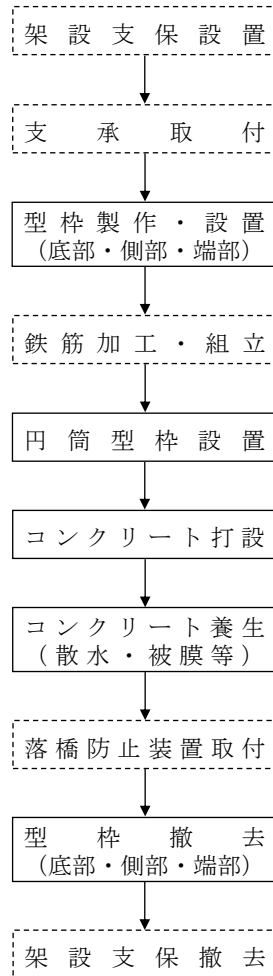 架設支保設置
支承取付
型枠製作・設置
(底部・側部・端部)
鉄筋加工・組立
円筒型枠設置
コンクリート打設
コンクリート養生
(散水・被膜等)
落橋防止装置取付
型枠撤去
(底部・側部・端部)
架設支保撤去